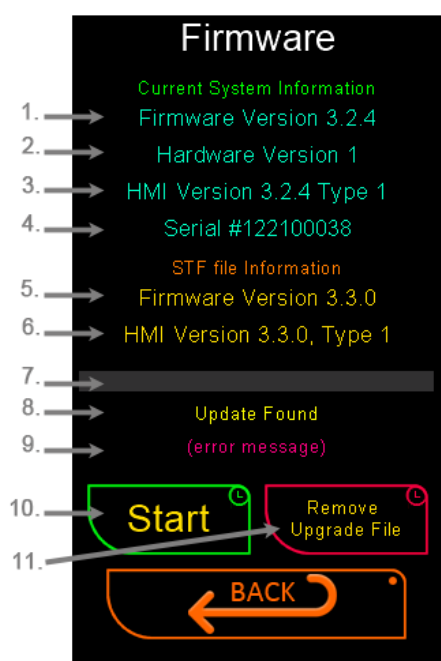 Firmware
Current System Information
1. Firmware Version 3.2.4
2. Hardware Version 1
3. HMI Version 3.2.4 Type 1
4. Serial #122100038
STF file Information
5. Firmware Version 3.3.0
6. HMI Version 3.3.0, Type 1
7.
8. Update Found
9. (error message)
10. Start
Remove
Upgrade File
11.
BACK